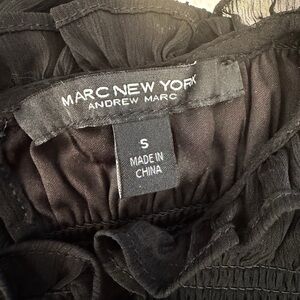 MARC NEW YORK
ANDREW MARC
S
MADE IN
CHINA